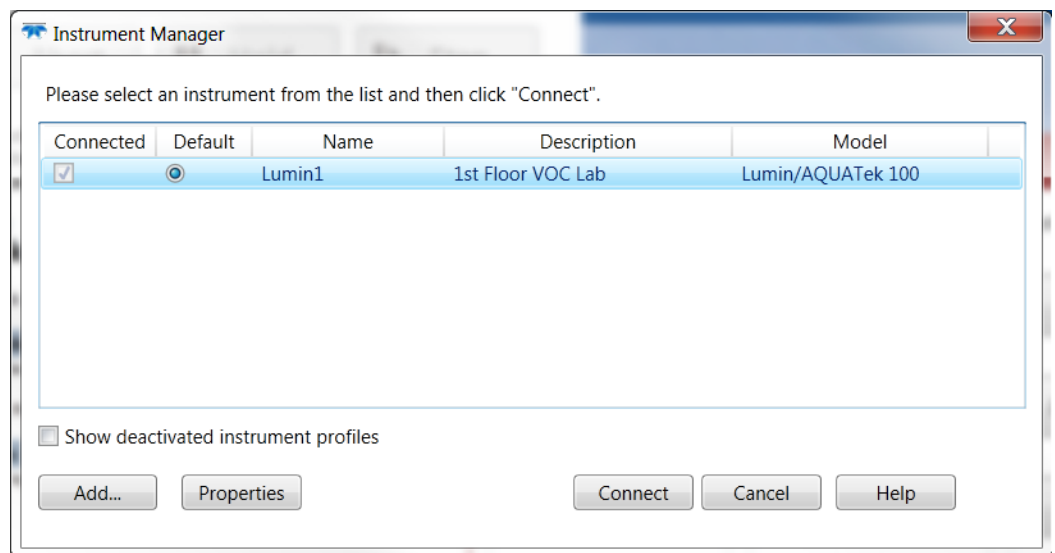 Instrument Manager
Please select an instrument from the list and then click "Connect".
Connected Default Name Description Model
Lumin1 1st Floor VOC Lab Lumin/AQUATek 100
Show deactivated instrument profiles
Add... Properties Connect Cancel Help